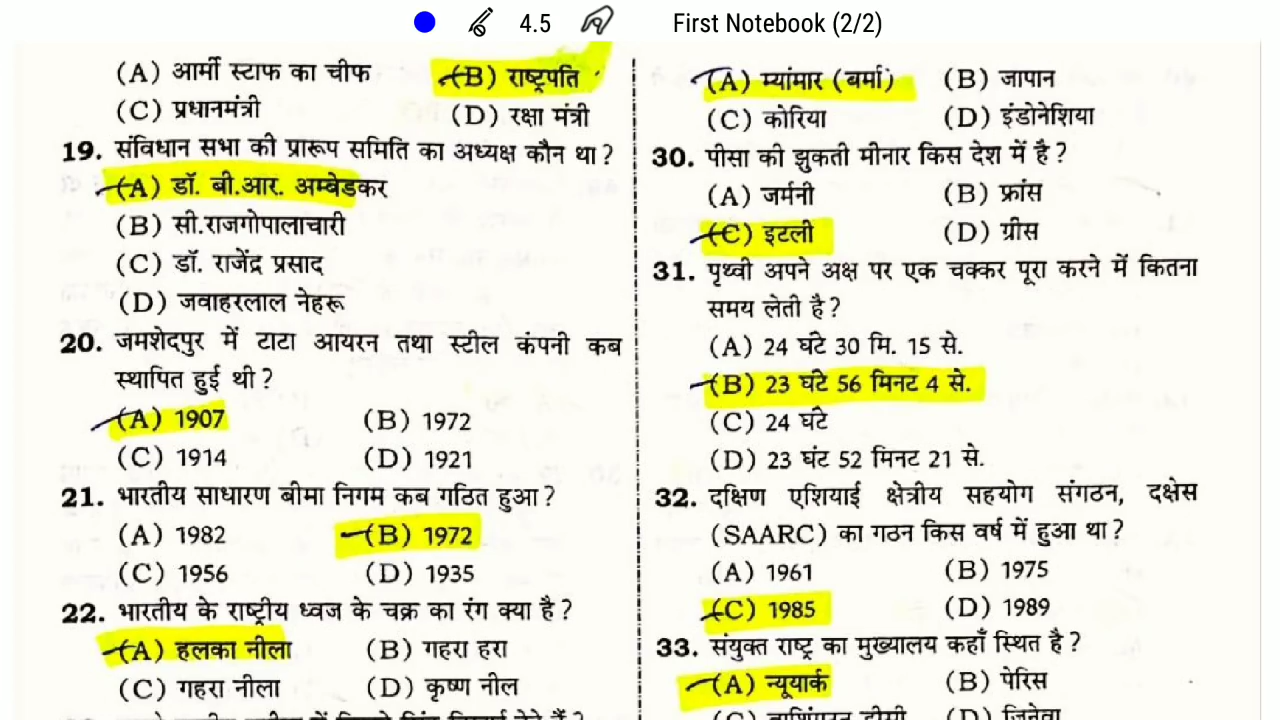 4.5 First Notebook (2/2)
(A) आर्मी स्टाफ का चीफ (B) राष्ट्रपति
(C) प्रधानमंत्री (D) रक्षा मंत्री
19. संविधान सभा की प्रारूप समिति का अध्यक्ष कौन था?
(A) डॉ. बी.आर. अम्बेडकर
(B) सी.राजगोपालाचारी
(C) डॉ. राजेंद्र प्रसाद
(D) जवाहरलाल नेहरू
20. जमशेदपुर में टाटा आयरन तथा स्टील कंपनी कब
स्थापित हुई थी?
(A) 1907 (B) 1972
(C) 1914 (D) 1921
21. भारतीय साधारण बीमा निगम कब गठित हुआ?
(A) 1982 (B) 1972
(C) 1956 (D) 1935
22. भारतीय के राष्ट्रीय ध्वज के चक्र का रंग क्या है?
(A) हलका नीला (B) गहरा हरा
(C) गहरा नीला (D) कृष्ण नील
(A) म्यांमार (बर्मा) (B) जापान
(C) कोरिया (D) इंडोनेशिया
30. पीसा की झुकती मीनार किस देश में है?
(A) जर्मनी (B) फ्रांस
(C) इटली (D) ग्रीस
31. पृथ्वी अपने अक्ष पर एक चक्कर पूरा करने में कितना
समय लेती है?
(A) 24 घंटे 30 मि. 15 से.
(B) 23 घंटे 56 मिनट 4 से.
(C) 24 घंटे
(D) 23 घंट 52 मिनट 21 से.
32. दक्षिण एशियाई क्षेत्रीय सहयोग संगठन, दक्षेस
(SAARC) का गठन किस वर्ष में हुआ था?
(A) 1961 (B) 1975
(C) 1985 (D) 1989
33. संयुक्त राष्ट्र का मुख्यालय कहाँ स्थित है?
(A) न्यूयार्क (B) पेरिस